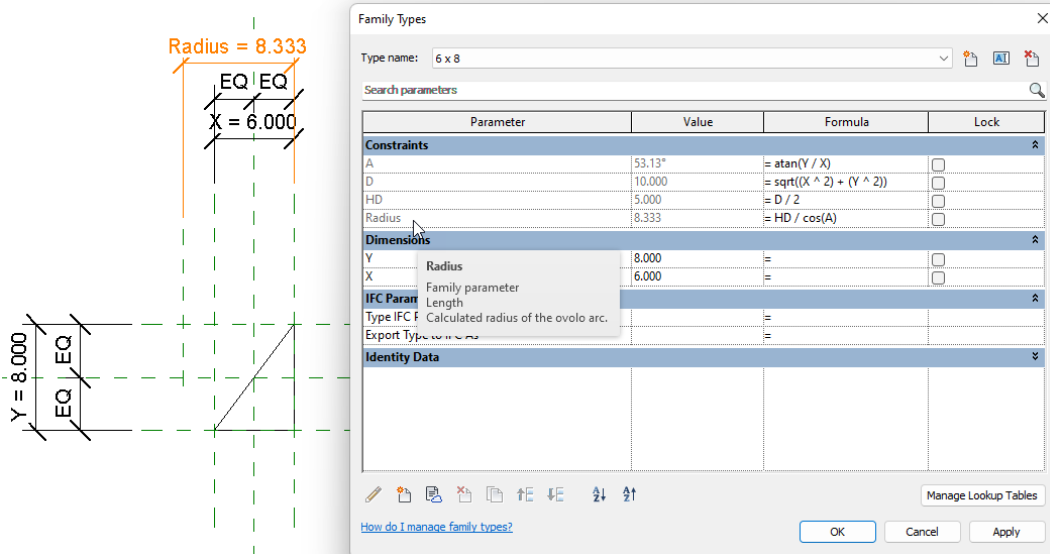 Radius = 8.333
EQ EQ
X = 6.000
Y = 8.000
EQ
EQ
Family Types
Type name: 6 x 8
Search parameters
Parameter Value Formula Lock
Constraints
A 53.13° = atan(Y / X)
D 10.000 = sqrt((X ^ 2) + (Y ^ 2))
HD 5.000 = D / 2
Radius 8.333 = HD / cos(A)
Dimensions
Y 8.000 =
X 6.000 =
Radius
Family parameter
Length
Calculated radius of the ovolo arc.
IFC Param
Type IFC =
Export Type to IFC As =
Identity Data
Manage Lookup Tables
How do I manage family types?
OK Cancel Apply